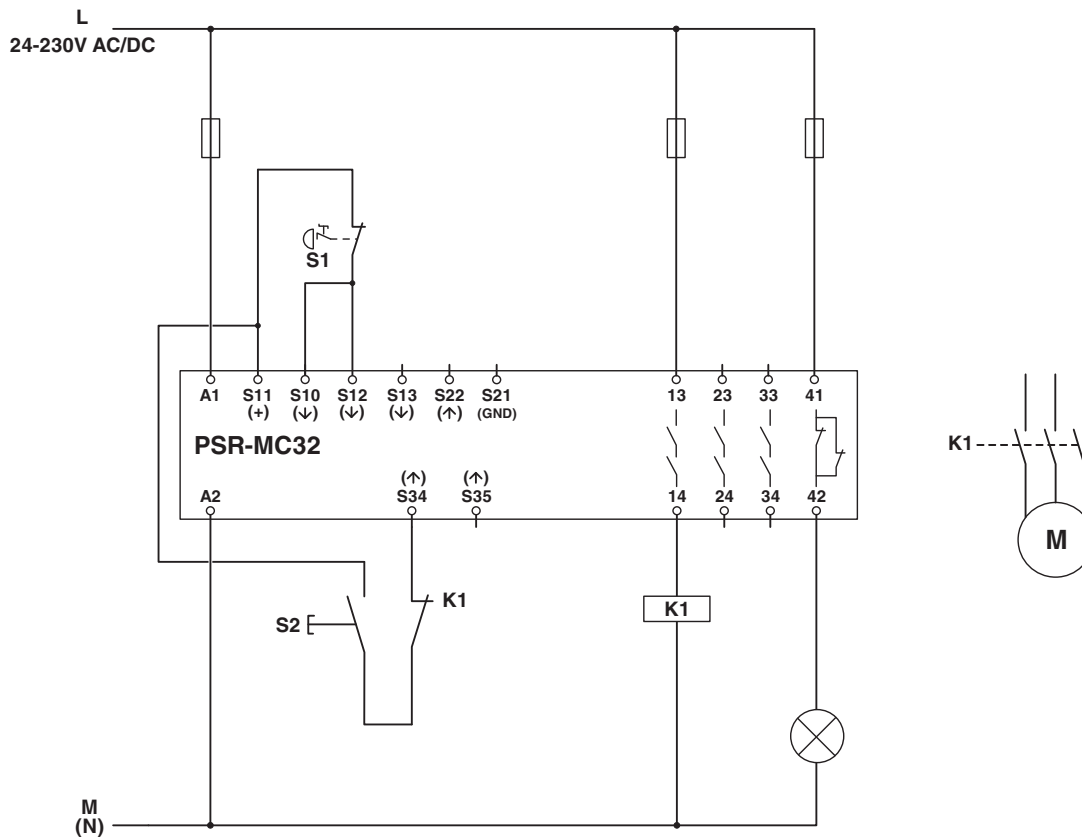 L
24-230V AC/DC
S1
A1 S11 S10 S12 S13 S22 S21 13 23 33 41
(+) (↓) (↓) (↓) (↑) (GND)
PSR-MC32
(↑) (↑)
A2 S34 S35 14 24 34 42
K1
M
K1
S2
K1
M
(N)